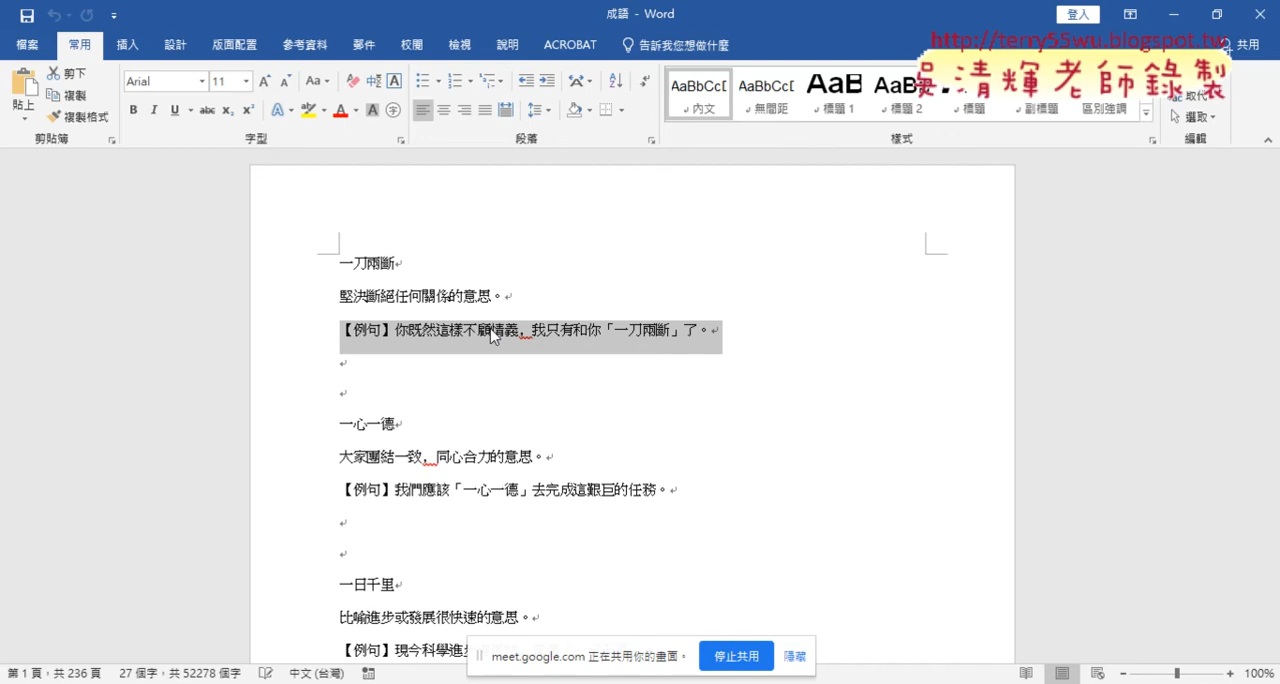 成語 - Word
登入
檔案 常用 插入 設計 版面配置 參考資料 郵件 校閱 檢視 說明 ACROBAT 告訴我您想做什麼 共用
http://terry55wu.blogspot.tw
吳清輝老師錄製
貼上 剪下 複製 複製格式 剪貼簿
Arial 11 字型
段落
AaBbCcI 內文 AaBbCcI 無間距 AaB 標題 1 AaB 標題 2 標題 副標題 區別強調 樣式
取代 選取 編輯
一刀兩斷
堅決斷絕任何關係的意思。
【例句】你既然這樣不顧情義,我只有和你「一刀兩斷」了。
一心一德
大家團結一致,同心合力的意思。
【例句】我們應該「一心一德」去完成這艱巨的任務。
一日千里
比喻進步或發展很快速的意思。
【例句】現今科學進步
meet.google.com 正在共用你的畫面。 停止共用 隱藏
第 1 頁,共 236 頁 27 個字,共 52278 個字 中文 (台灣) 100%